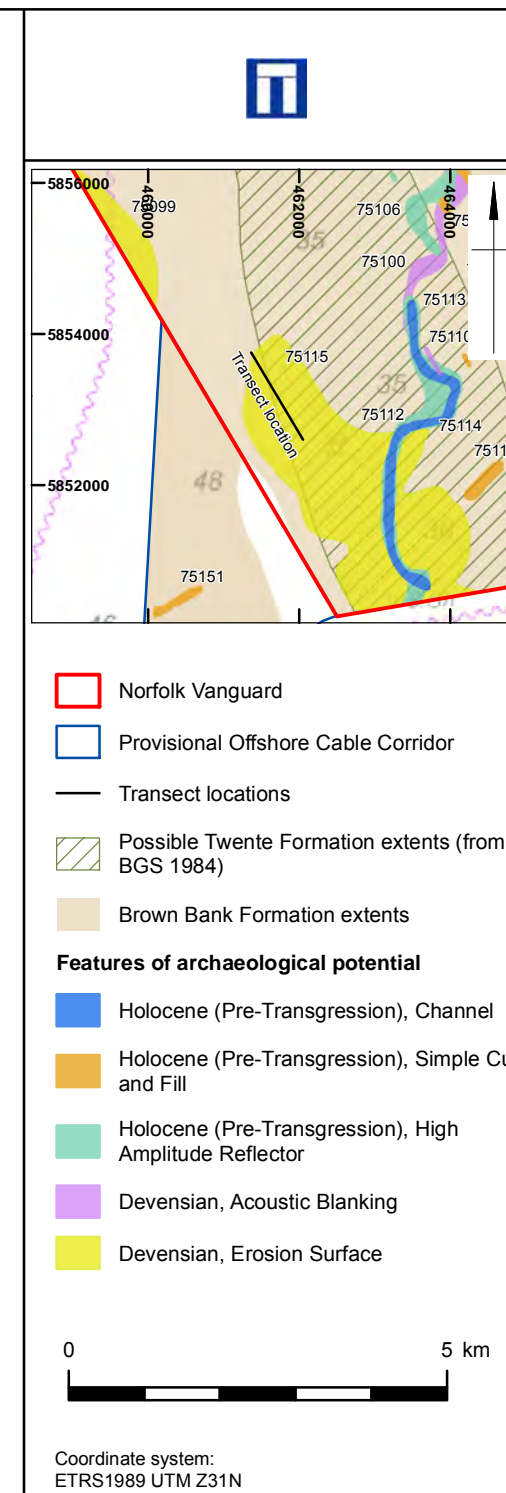 5856000
460000
462000
464000
75099
35
75106
75100
75113
5854000
75110
75115
Transect location
35
75112
75114
5852000
48
75151
Norfolk Vanguard
Provisional Offshore Cable Corridor
Transect locations
Possible Twente Formation extents (from
BGS 1984)
Brown Bank Formation extents
Features of archaeological potential
Holocene (Pre-Transgression), Channel
Holocene (Pre-Transgression), Simple Cu
and Fill
Holocene (Pre-Transgression), High
Amplitude Reflector
Devensian, Acoustic Blanking
Devensian, Erosion Surface
0
5 km
Coordinate system:
ETRS1989 UTM Z31N